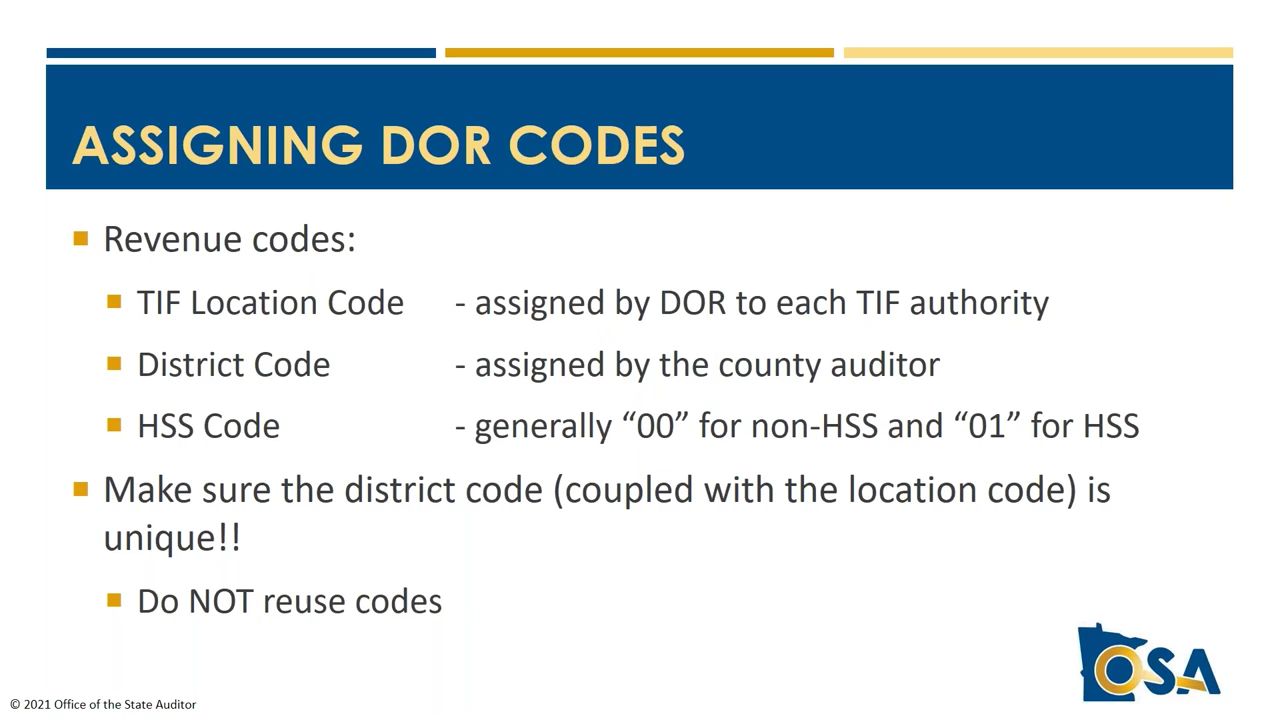 ASSIGNING DOR CODES
Revenue codes:
TIF Location Code - assigned by DOR to each TIF authority
District Code - assigned by the county auditor
HSS Code - generally “00” for non-HSS and “01” for HSS
Make sure the district code (coupled with the location code) is
unique!!
Do NOT reuse codes
OSA
© 2021 Office of the State Auditor